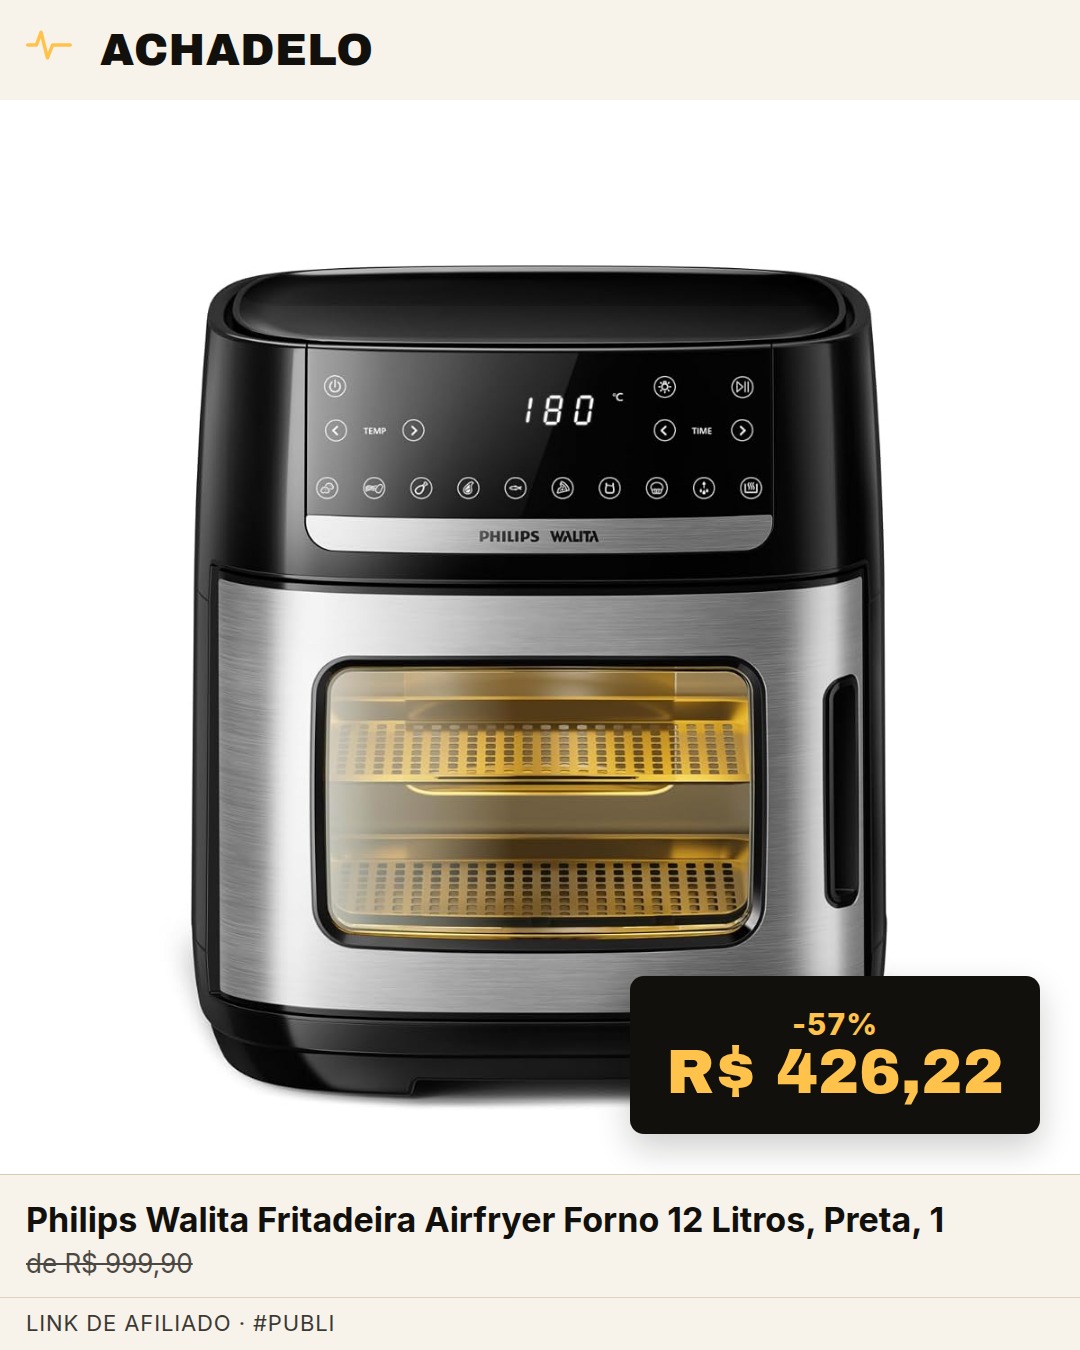 ACHADELO
180 °C
TEMP
TIME
PHILIPS WALITA
-57%
R$ 426,22
Philips Walita Fritadeira Airfryer Forno 12 Litros, Preta, 1
de R$ 999,90
LINK DE AFILIADO · #PUBLI